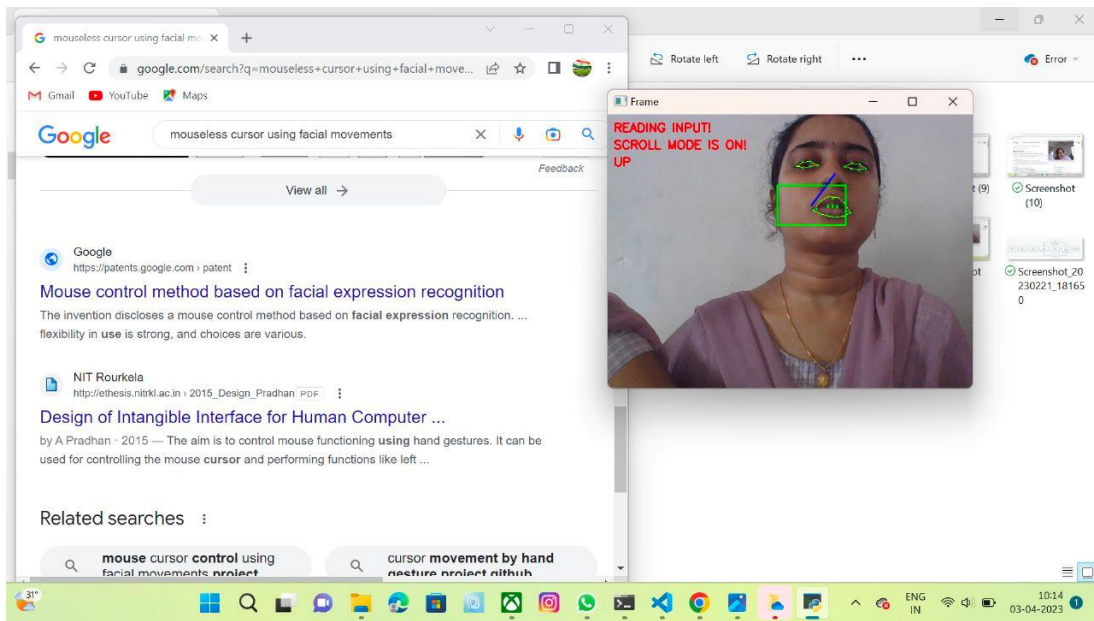 mouseless cursor using facial mo
google.com/search?q=mouseless+cursor+using+facial+move...
Gmail YouTube Maps
Google
mouseless cursor using facial movements
Feedback
View all →
Google
https://patents.google.com › patent
Mouse control method based on facial expression recognition
The invention discloses a mouse control method based on facial expression recognition. ...
flexibility in use is strong, and choices are various.
NIT Rourkela
http://ethesis.nitrkl.ac.in › 2015_Design_Pradhan PDF
Design of Intangible Interface for Human Computer ...
by A Pradhan · 2015 — The aim is to control mouse functioning using hand gestures. It can be
used for controlling the mouse cursor and performing functions like left ...
Related searches
mouse cursor control using
facial movements project
cursor movement by hand
gesture project github
Rotate left Rotate right ... Error
Frame
READING INPUT!
SCROLL MODE IS ON!
UP
(9)
Screenshot
(10)
Screenshot_20
230221_18165
0
31°
ENG
IN
10:14
03-04-2023
1